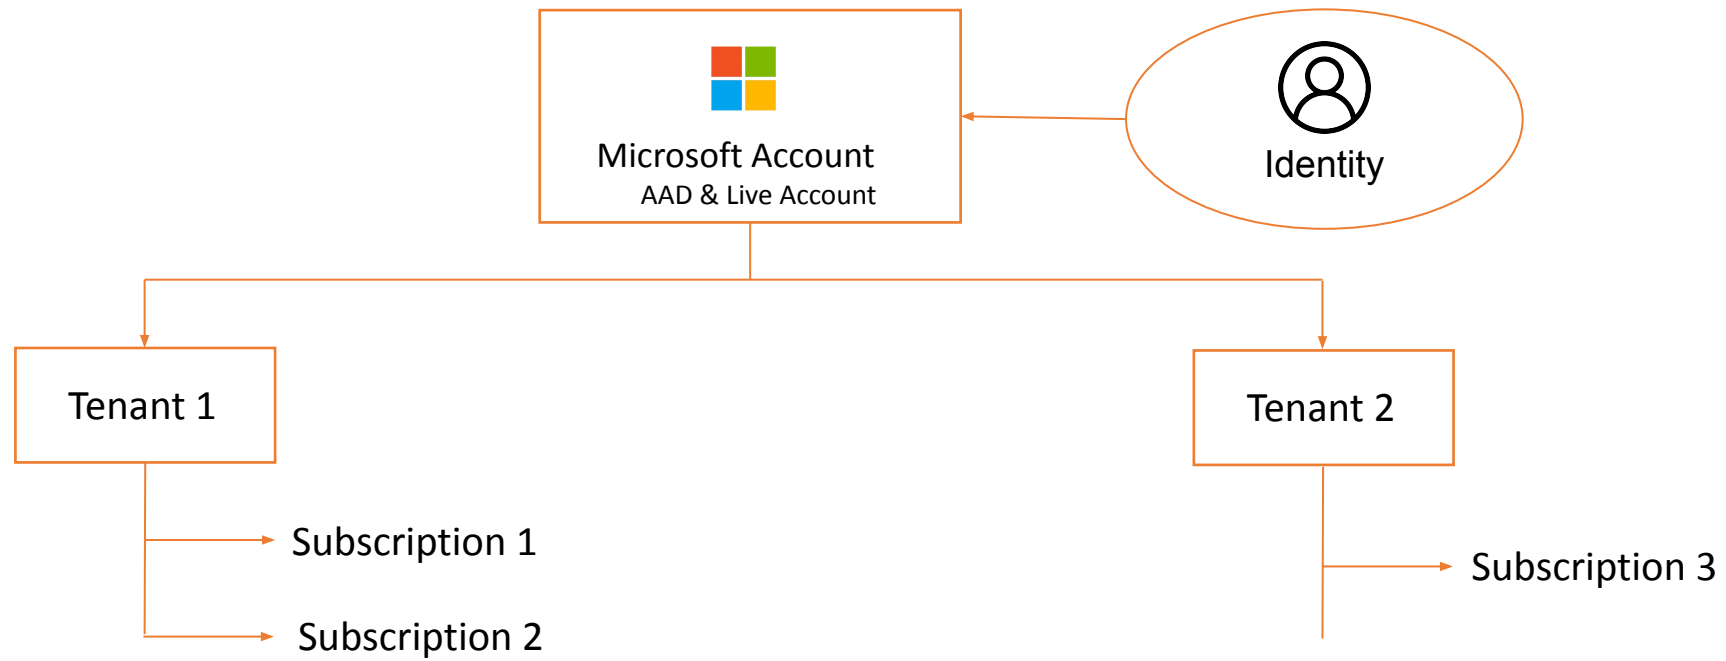 Microsoft Account
AAD & Live Account
Identity
Tenant 1
Tenant 2
Subscription 1
Subscription 2
Subscription 3